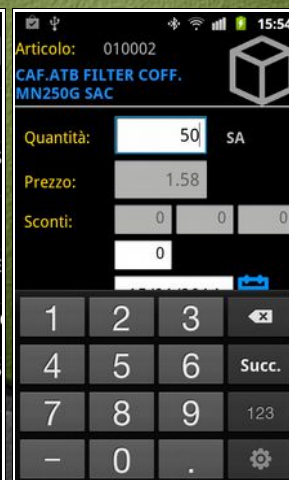 15:54
Articolo: 010002
CAF.ATB FILTER COFF.
MN250G SAC
Quantità: 50 SA
Prezzo: 1.58
Sconti: 0 0 0
0
1 2 3
4 5 6 Succ.
7 8 9 123
- 0 .